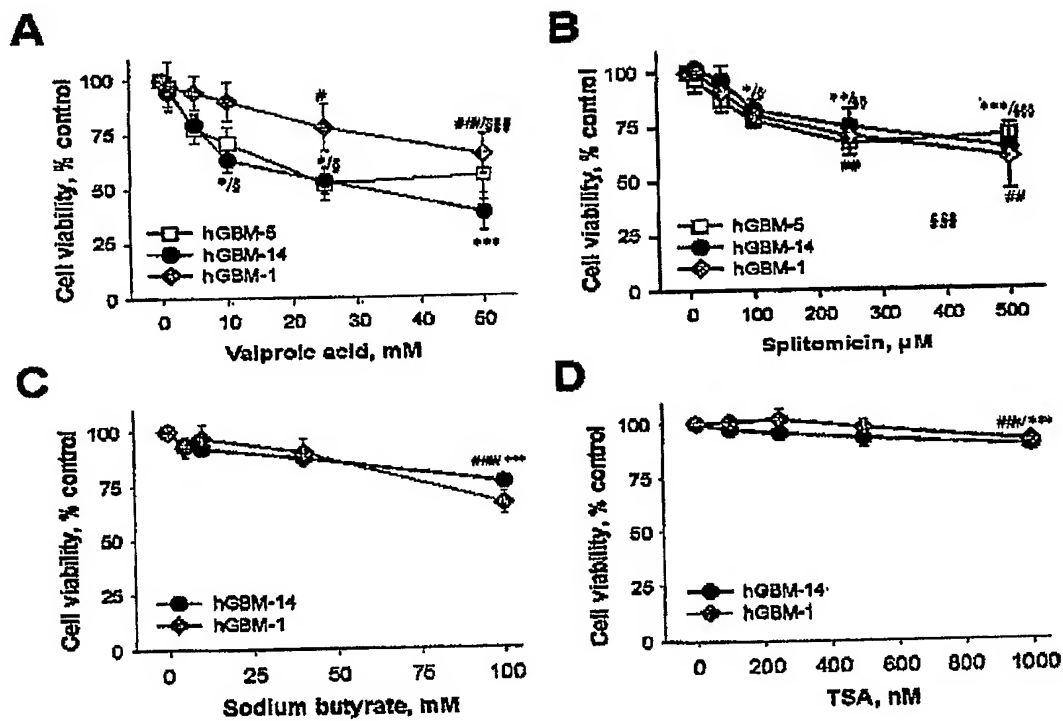 A
Cell viability, % control
100
75
50
25
0
#
###/§§§
*/§
*/§
***
hGBM-5
hGBM-14
hGBM-1
0
10
20
30
40
50
Valproic acid, mM
B
Cell viability, % control
100
75
50
25
0
*/§
**/§§
***/§§§
##
##
§§§
hGBM-5
hGBM-14
hGBM-1
0
100
200
300
400
500
Splitomicin, µM
C
Cell viability, % control
100
75
50
25
0
###/***
hGBM-14
hGBM-1
0
20
40
60
80
100
Sodium butyrate, mM
D
Cell viability, % control
100
75
50
25
0
###/***
hGBM-14
hGBM-1
0
200
400
600
800
1000
TSA, nM